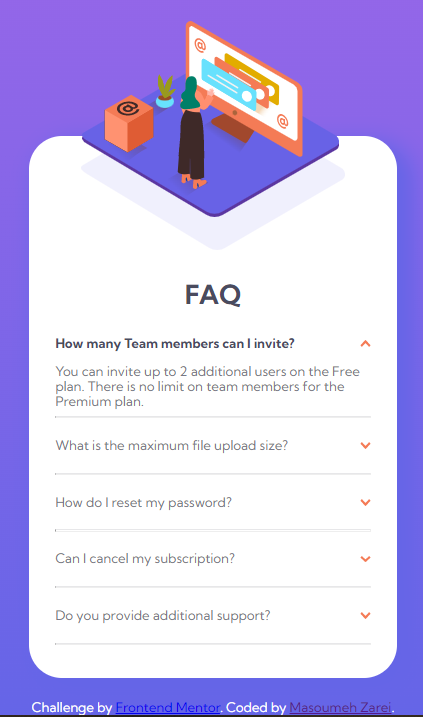 @
@
@
FAQ
How many Team members can I invite?
You can invite up to 2 additional users on the Free
plan. There is no limit on team members for the
Premium plan.
What is the maximum file upload size?
How do I reset my password?
Can I cancel my subscription?
Do you provide additional support?
Challenge by Frontend Mentor. Coded by Masoumeh Zarei.